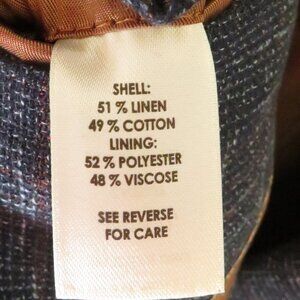 SHELL:
51 % LINEN
49 % COTTON
LINING:
52 % POLYESTER
48 % VISCOSE
SEE REVERSE
FOR CARE